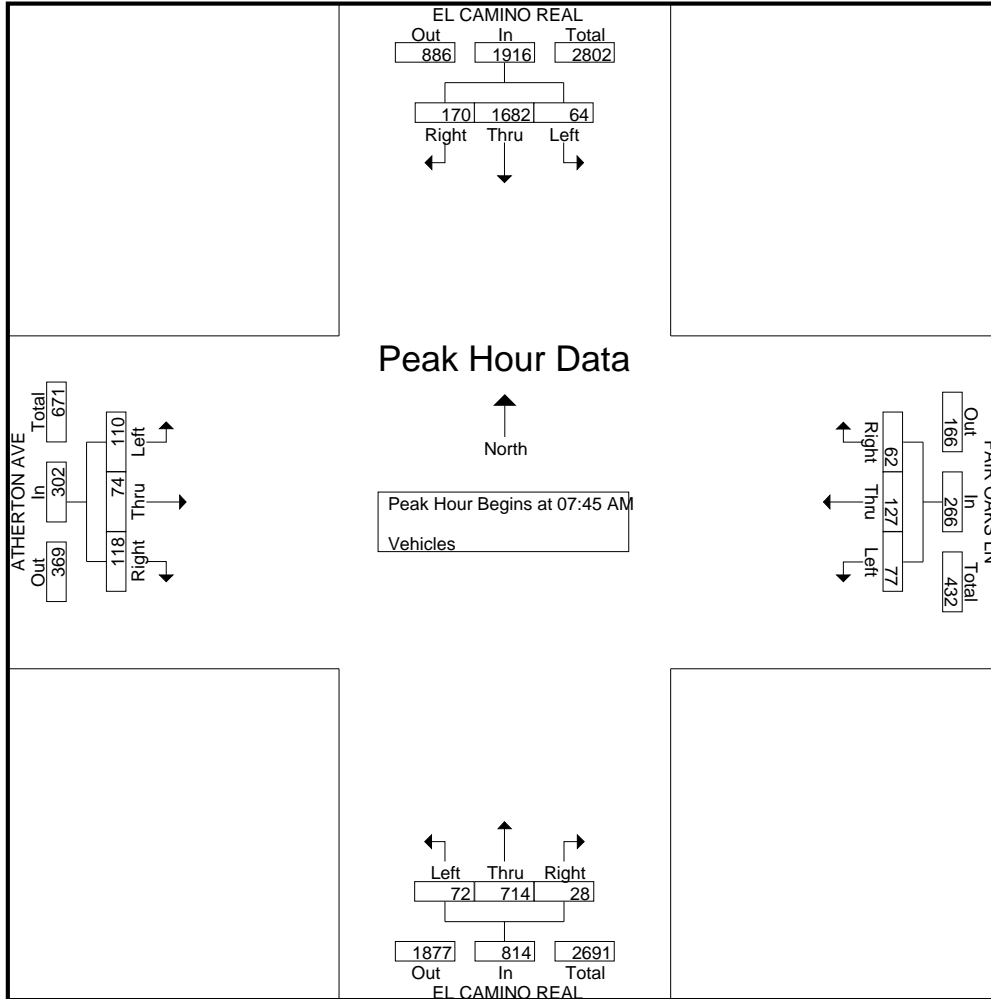 EL CAMINO REAL
Out In Total
886 1916 2802
170 1682 64
Right Thru Left
Peak Hour Data
North
Peak Hour Begins at 07:45 AM
Vehicles
ATHERTON AVE
Out In Total
369 302 671
118 74 110
Right Thru Left
Out In Total
166 266 432
62 127 77
Right Thru Left
Left Thru Right
72 714 28
1877 814 2691
Out In Total
EL CAMINO REAL